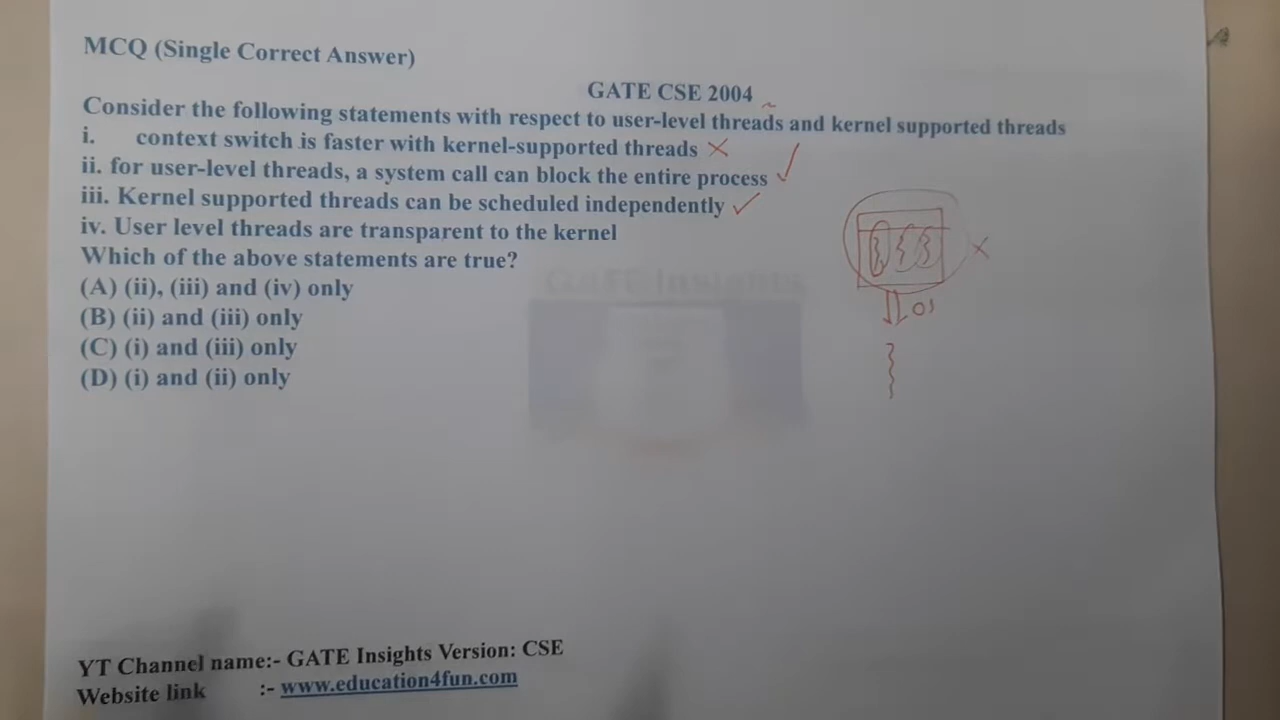 MCQ (Single Correct Answer)
GATE CSE 2004
Consider the following statements with respect to user-level threads and kernel supported threads
i. context switch is faster with kernel-supported threads
ii. for user-level threads, a system call can block the entire process
iii. Kernel supported threads can be scheduled independently
iv. User level threads are transparent to the kernel
Which of the above statements are true?
(A) (ii), (iii) and (iv) only
(B) (ii) and (iii) only
(C) (i) and (iii) only
(D) (i) and (ii) only
GATE Insights
YT Channel name:- GATE Insights Version: CSE
Website link :- www.education4fun.com